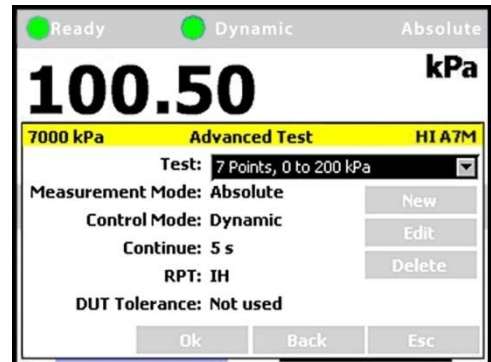 Ready Dynamic Absolute
100.50 kPa
7000 kPa Advanced Test HI A7M
Test: 7 Points, 0 to 200 kPa
Measurement Mode: Absolute
New
Control Mode: Dynamic
Edit
Continue: 5 s
Delete
RPT: IH
DUT Tolerance: Not used
Ok Back Esc